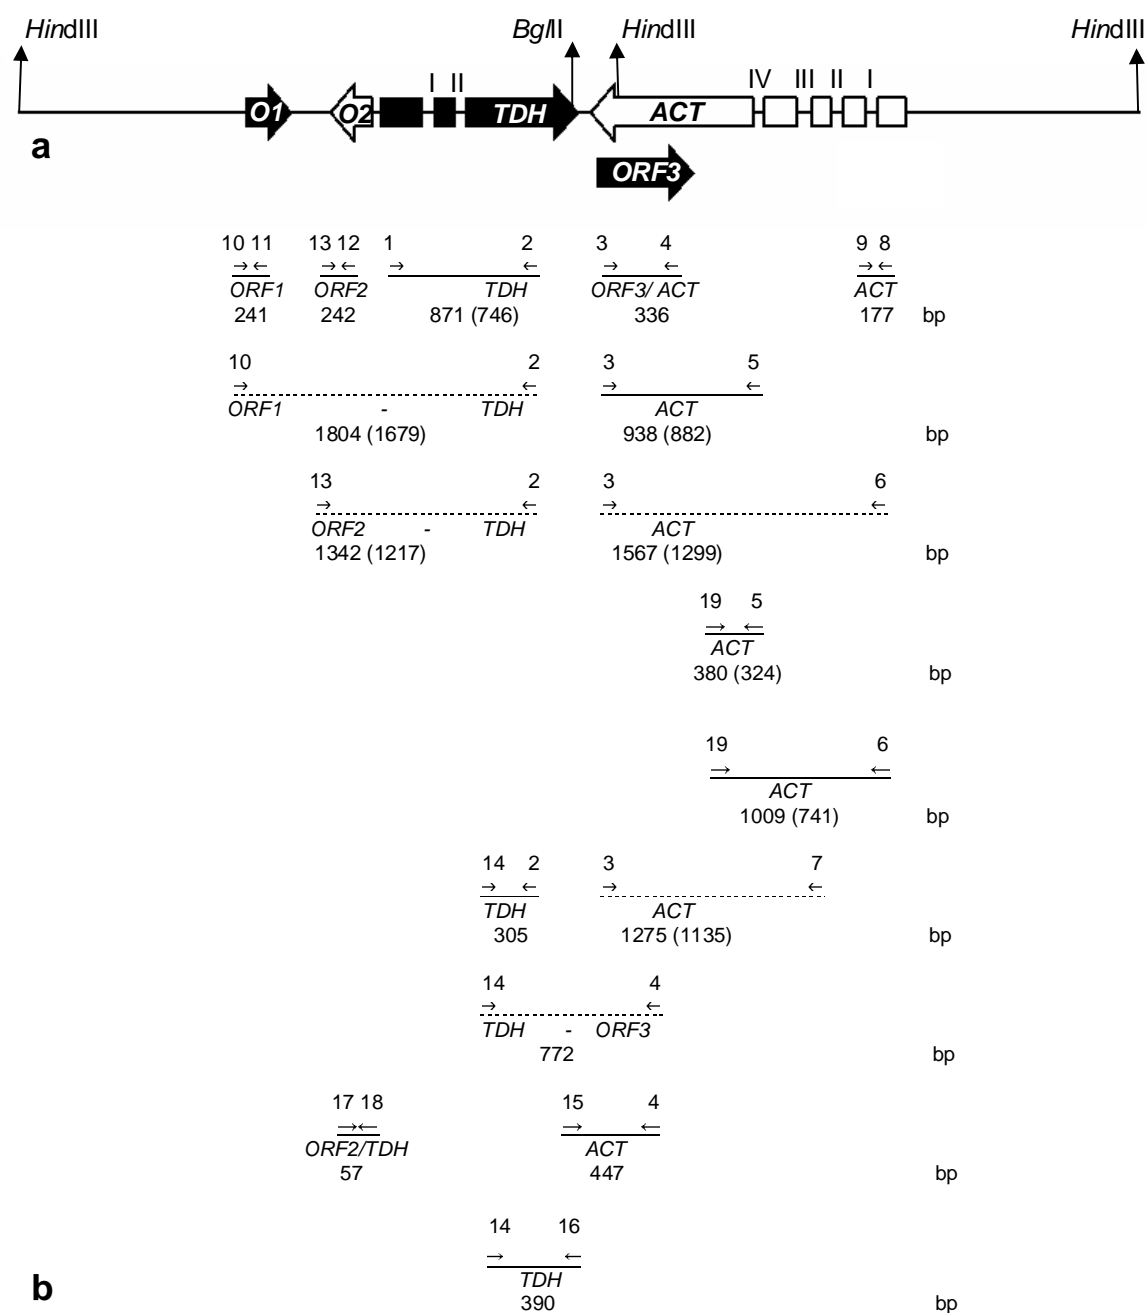 HindIII BglII HindIII HindIII
I II IV III II I
O1 O2 TDH ACT
a
ORF3
10 11 13 12 1 2 3 4 9 8
ORF1 ORF2 TDH ORF3/ ACT ACT
241 242 871 (746) 336 177 bp
10 2 3 5
ORF1 - TDH ACT
1804 (1679) 938 (882) bp
13 2 3 6
ORF2 - TDH ACT
1342 (1217) 1567 (1299) bp
19 5
ACT
380 (324) bp
19 6
ACT
1009 (741) bp
14 2 3 7
TDH ACT
305 1275 (1135) bp
14 4
TDH - ORF3
772 bp
17 18 15 4
ORF2/TDH ACT
57 447 bp
14 16
TDH
b 390 bp